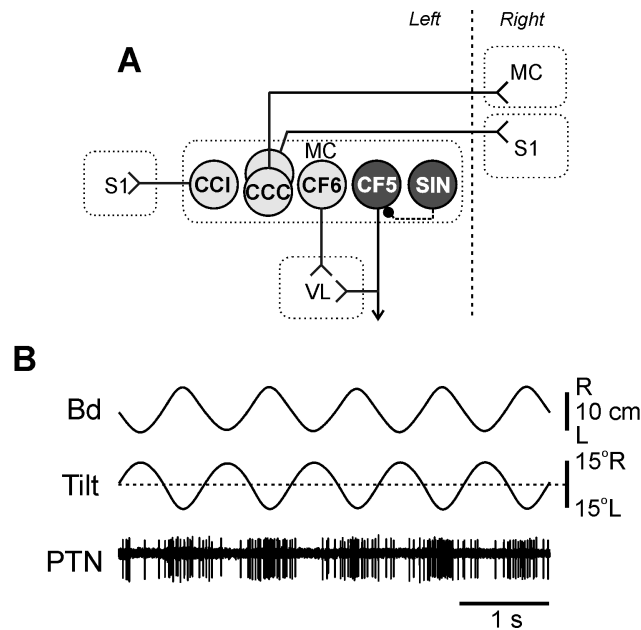 Left Right
A
MC
S1
MC
S1
CCI
CCC
CF6
CF5
SIN
VL
B
Bd
R
10 cm
L
Tilt
15°R
15°L
PTN
1 s